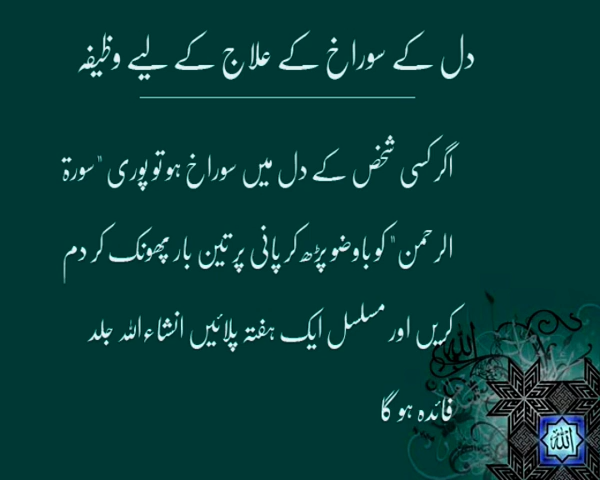 دل کے سوراخ کے علاج کے لیے وظیفہ
اگر کسی شخص کے دل میں سوراخ ہو تو پوری "سورۃ
الرحمن" کو باوضو پڑھ کر پانی پر تین بار پھونک کر دم
کریں اور مسلسل ایک ہفتہ پلائیں انشاءاللہ جلد
فائدہ ہو گا
الله
الله